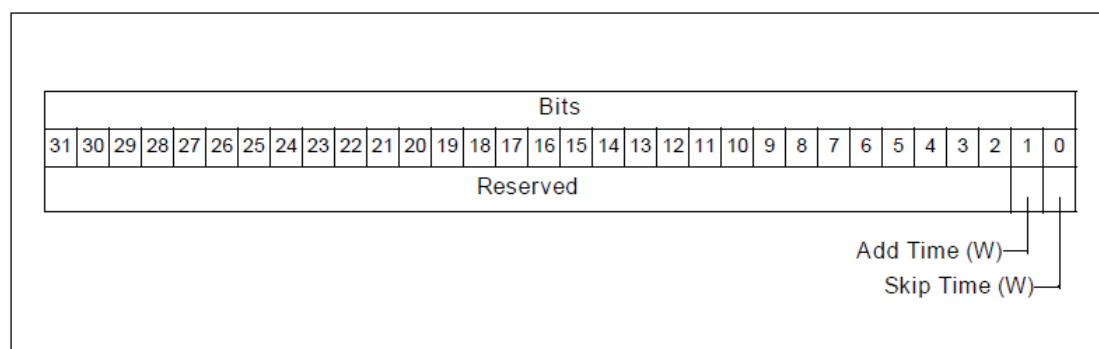 Bits
31 30 29 28 27 26 25 24 23 22 21 20 19 18 17 16 15 14 13 12 11 10 9 8 7 6 5 4 3 2 1 0
Reserved
Add Time (W)
Skip Time (W)